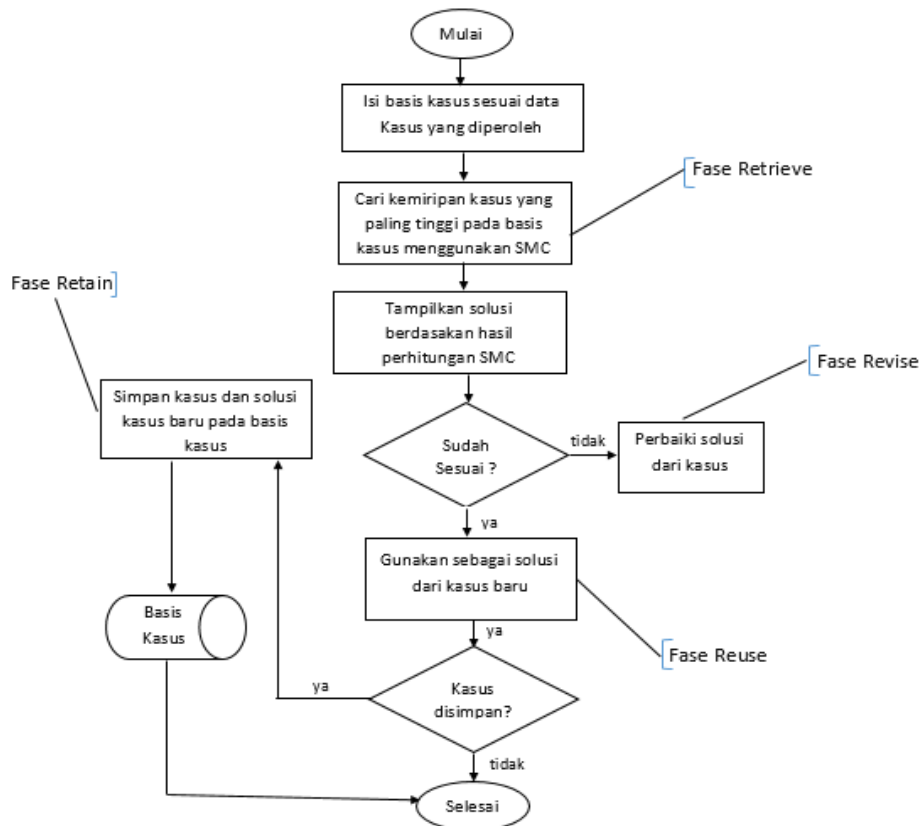 Mulai
Isi basis kasus sesuai data
Kasus yang diperoleh
Fase Retrieve
Cari kemiripan kasus yang
paling tinggi pada basis
kasus menggunakan SMC
Fase Retain
Tampilkan solusi
berdasakan hasil
perhitungan SMC
Fase Revise
Simpan kasus dan solusi
kasus baru pada basis
kasus
Sudah
Sesuai ?
tidak
Perbaiki solusi
dari kasus
ya
Gunakan sebagai solusi
dari kasus baru
Basis
Kasus
ya
Fase Reuse
ya
Kasus
disimpan?
tidak
Selesai